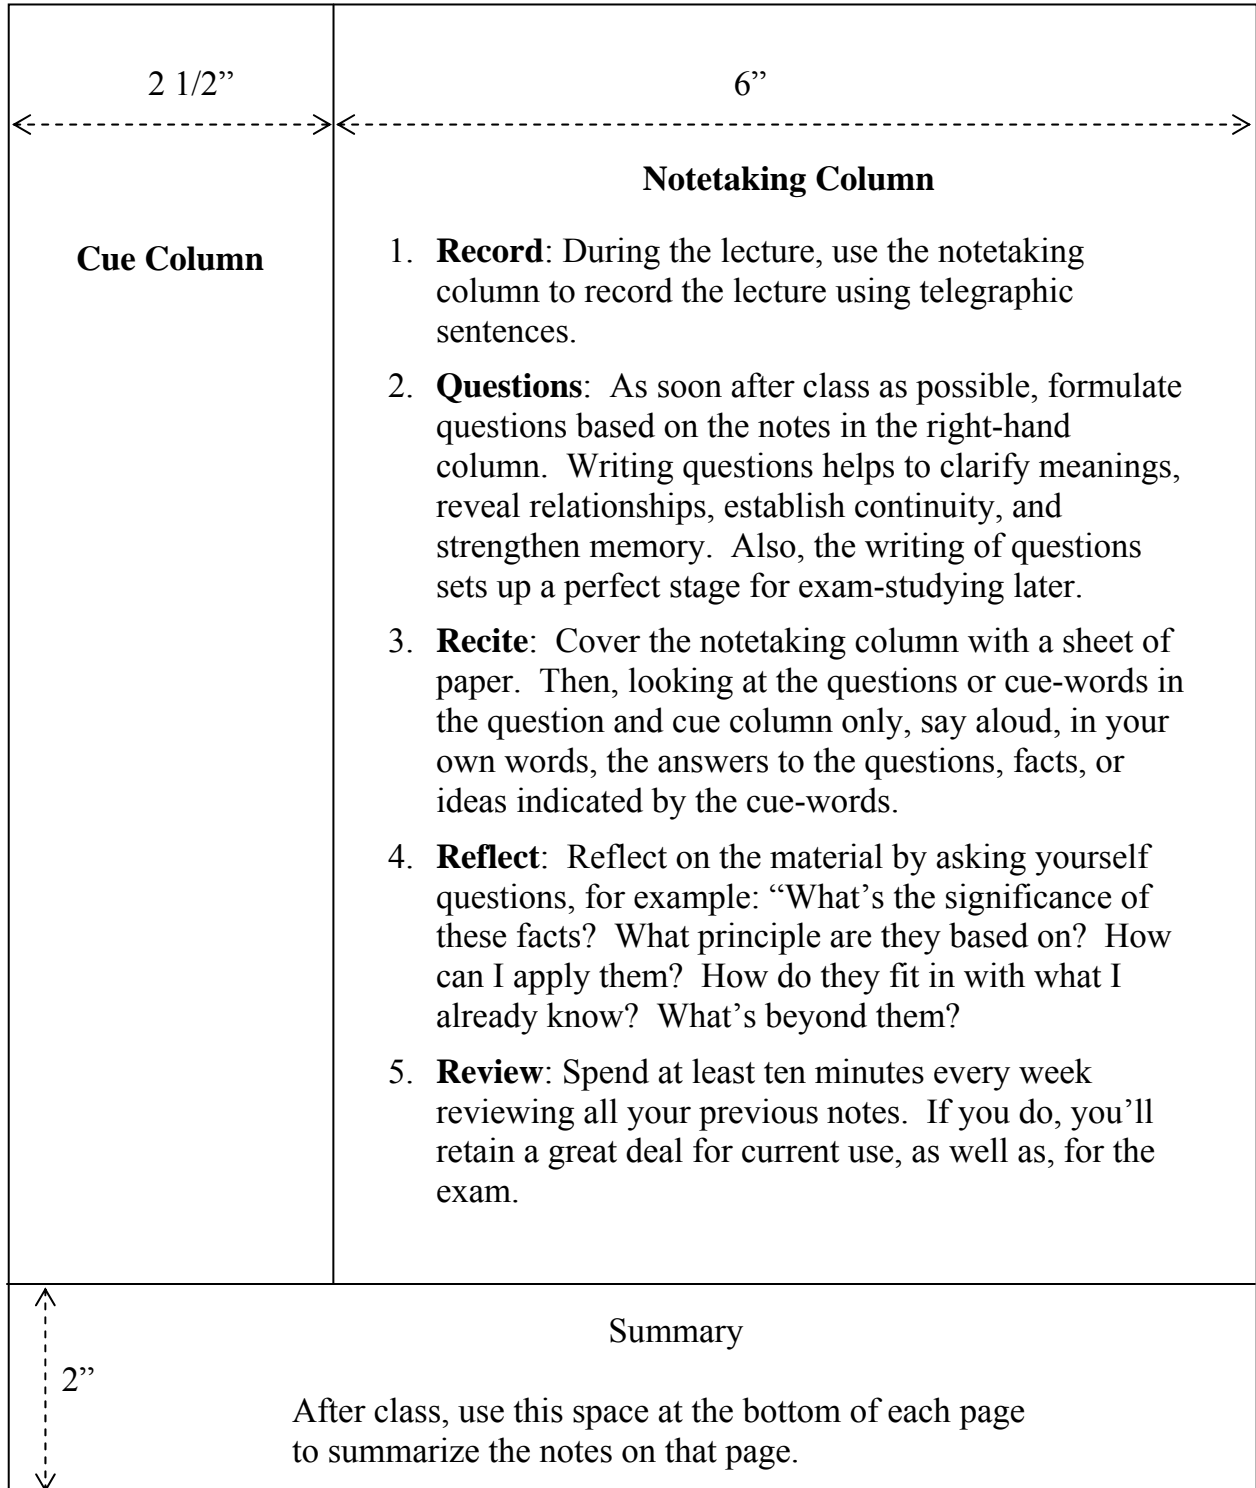 2 1/2”
6”
Cue Column
Notetaking Column
1. Record: During the lecture, use the notetaking
column to record the lecture using telegraphic
sentences.
2. Questions:  As soon after class as possible, formulate
questions based on the notes in the right-hand
column.  Writing questions helps to clarify meanings,
reveal relationships, establish continuity, and
strengthen memory.  Also, the writing of questions
sets up a perfect stage for exam-studying later.
3. Recite:  Cover the notetaking column with a sheet of
paper.  Then, looking at the questions or cue-words in
the question and cue column only, say aloud, in your
own words, the answers to the questions, facts, or
ideas indicated by the cue-words.
4. Reflect:  Reflect on the material by asking yourself
questions, for example: “What’s the significance of
these facts?  What principle are they based on?  How
can I apply them?  How do they fit in with what I
already know?  What’s beyond them?
5. Review: Spend at least ten minutes every week
reviewing all your previous notes.  If you do, you’ll
retain a great deal for current use, as well as, for the
exam.
2”
Summary
After class, use this space at the bottom of each page
to summarize the notes on that page.